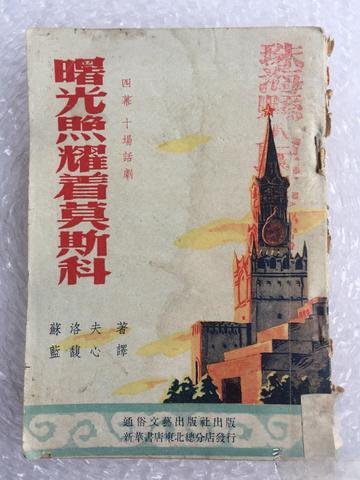 四幕十場話劇
曙光照耀着莫斯科
蘇洛夫 著
藍馥心 譯
通俗文藝出版社出版
新華書店東北總分店發行